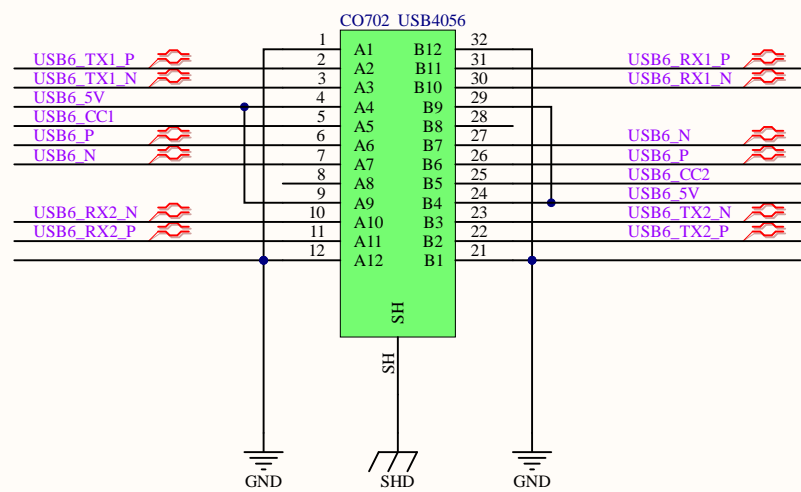 CO702 USB4056
1 A1 B12 32
USB6_TX1_P 2 A2 B11 31 USB6_RX1_P
USB6_TX1_N 3 A3 B10 30 USB6_RX1_N
USB6_5V 4 A4 B9 29
USB6_CC1 5 A5 B8 28
USB6_P 6 A6 B7 27 USB6_N
USB6_N 7 A7 B6 26 USB6_P
8 A8 B5 25 USB6_CC2
9 A9 B4 24 USB6_5V
USB6_RX2_N 10 A10 B3 23 USB6_TX2_N
USB6_RX2_P 11 A11 B2 22 USB6_TX2_P
12 A12 B1 21
SH
SH
GND SHD GND